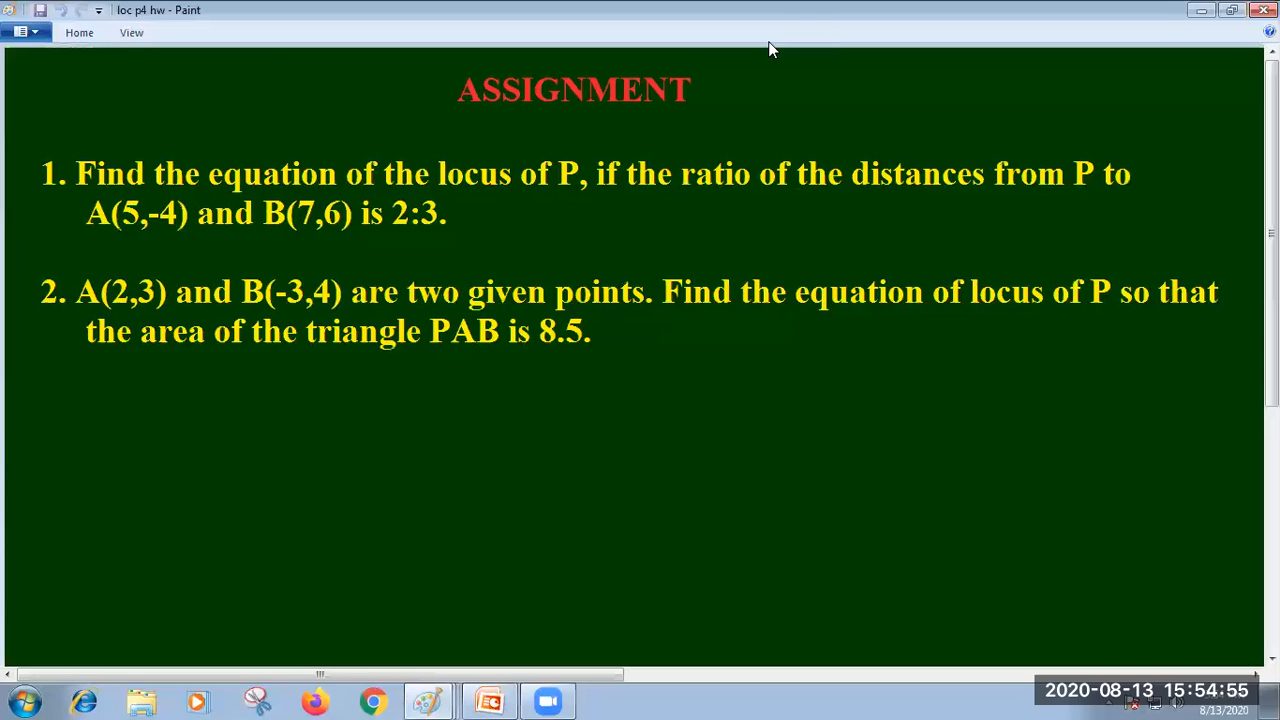 loc p4 hw - Paint
Home View
ASSIGNMENT
1. Find the equation of the locus of P, if the ratio of the distances from P to
A(5,-4) and B(7,6) is 2:3.
2. A(2,3) and B(-3,4) are two given points. Find the equation of locus of P so that
the area of the triangle PAB is 8.5.
2020-08-13 15:54:55
8/13/2020